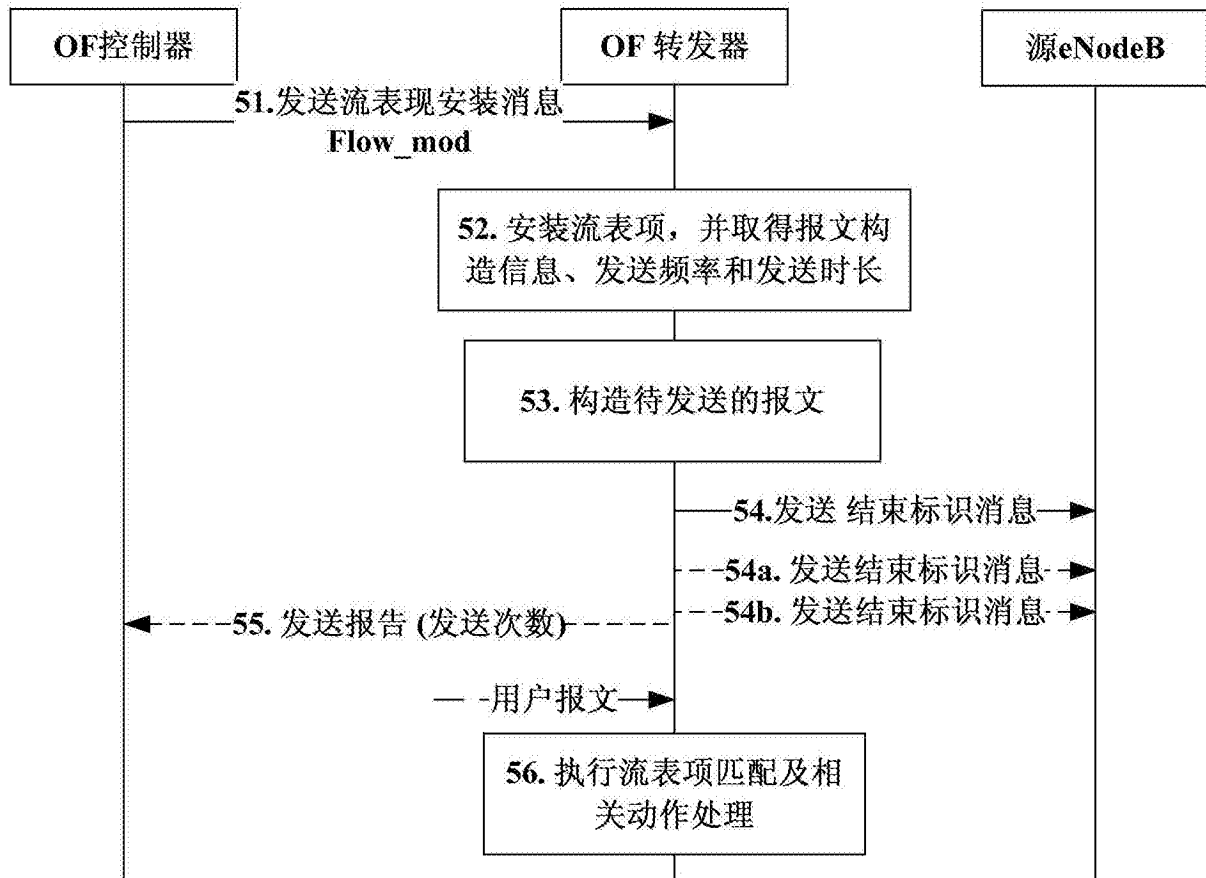 OF控制器
OF 转发器
源eNodeB
51.发送流表现安装消息
Flow_mod
52. 安装流表项，并取得报文构
造信息、发送频率和发送时长
53. 构造待发送的报文
54.发送 结束标识消息
54a. 发送结束标识消息
54b. 发送结束标识消息
55. 发送报告 (发送次数)
用户报文
56. 执行流表项匹配及相
关动作处理